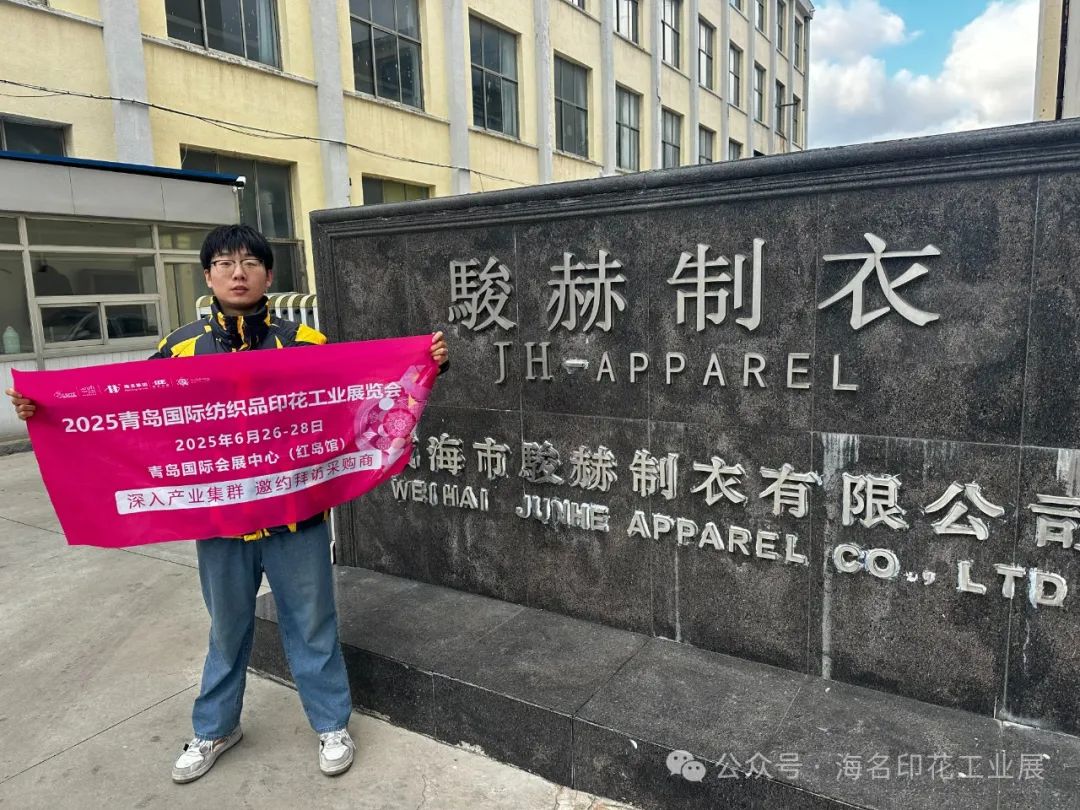 2025青岛国际纺织品印花工业展览会
2025年6月26-28日
青岛国际会展中心（红岛馆）
深入产业集群 邀约拜访采购商
駿赫制衣
JH-APPAREL
海市駿赫制衣有限公司
WEIHAI JUNHE APPAREL CO., LTD
公众号 · 海名印花工业展